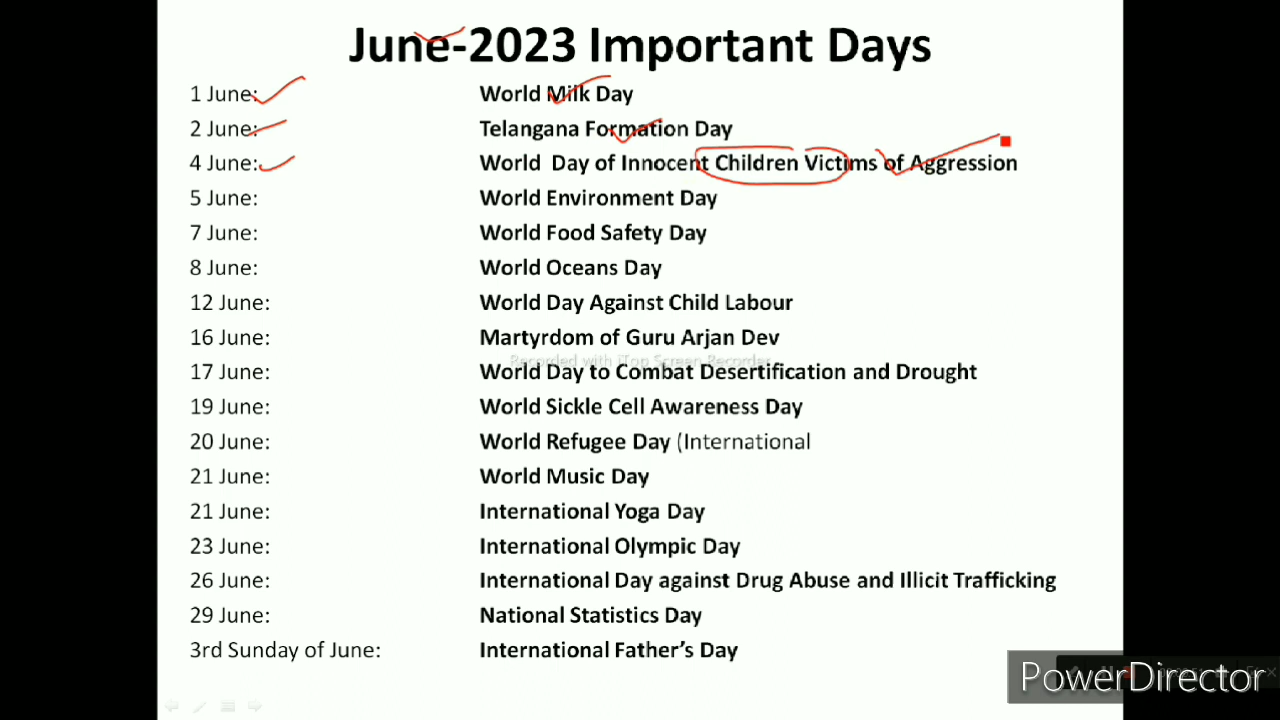 June-2023 Important Days
1 June: World Milk Day
2 June: Telangana Formation Day
4 June: World Day of Innocent Children Victims of Aggression
5 June: World Environment Day
7 June: World Food Safety Day
8 June: World Oceans Day
12 June: World Day Against Child Labour
16 June: Martyrdom of Guru Arjan Dev
Recorded with iTop Screen Recorder
17 June: World Day to Combat Desertification and Drought
19 June: World Sickle Cell Awareness Day
20 June: World Refugee Day (International
21 June: World Music Day
21 June: International Yoga Day
23 June: International Olympic Day
26 June: International Day against Drug Abuse and Illicit Trafficking
29 June: National Statistics Day
3rd Sunday of June: International Father’s Day
PowerDirector